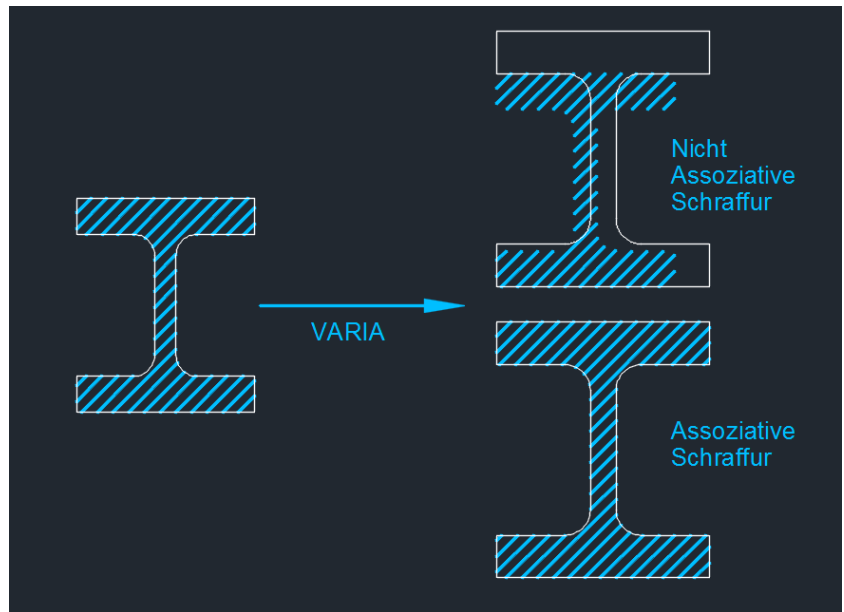 Nicht
Assoziative
Schraffur
VARIA
Assoziative
Schraffur